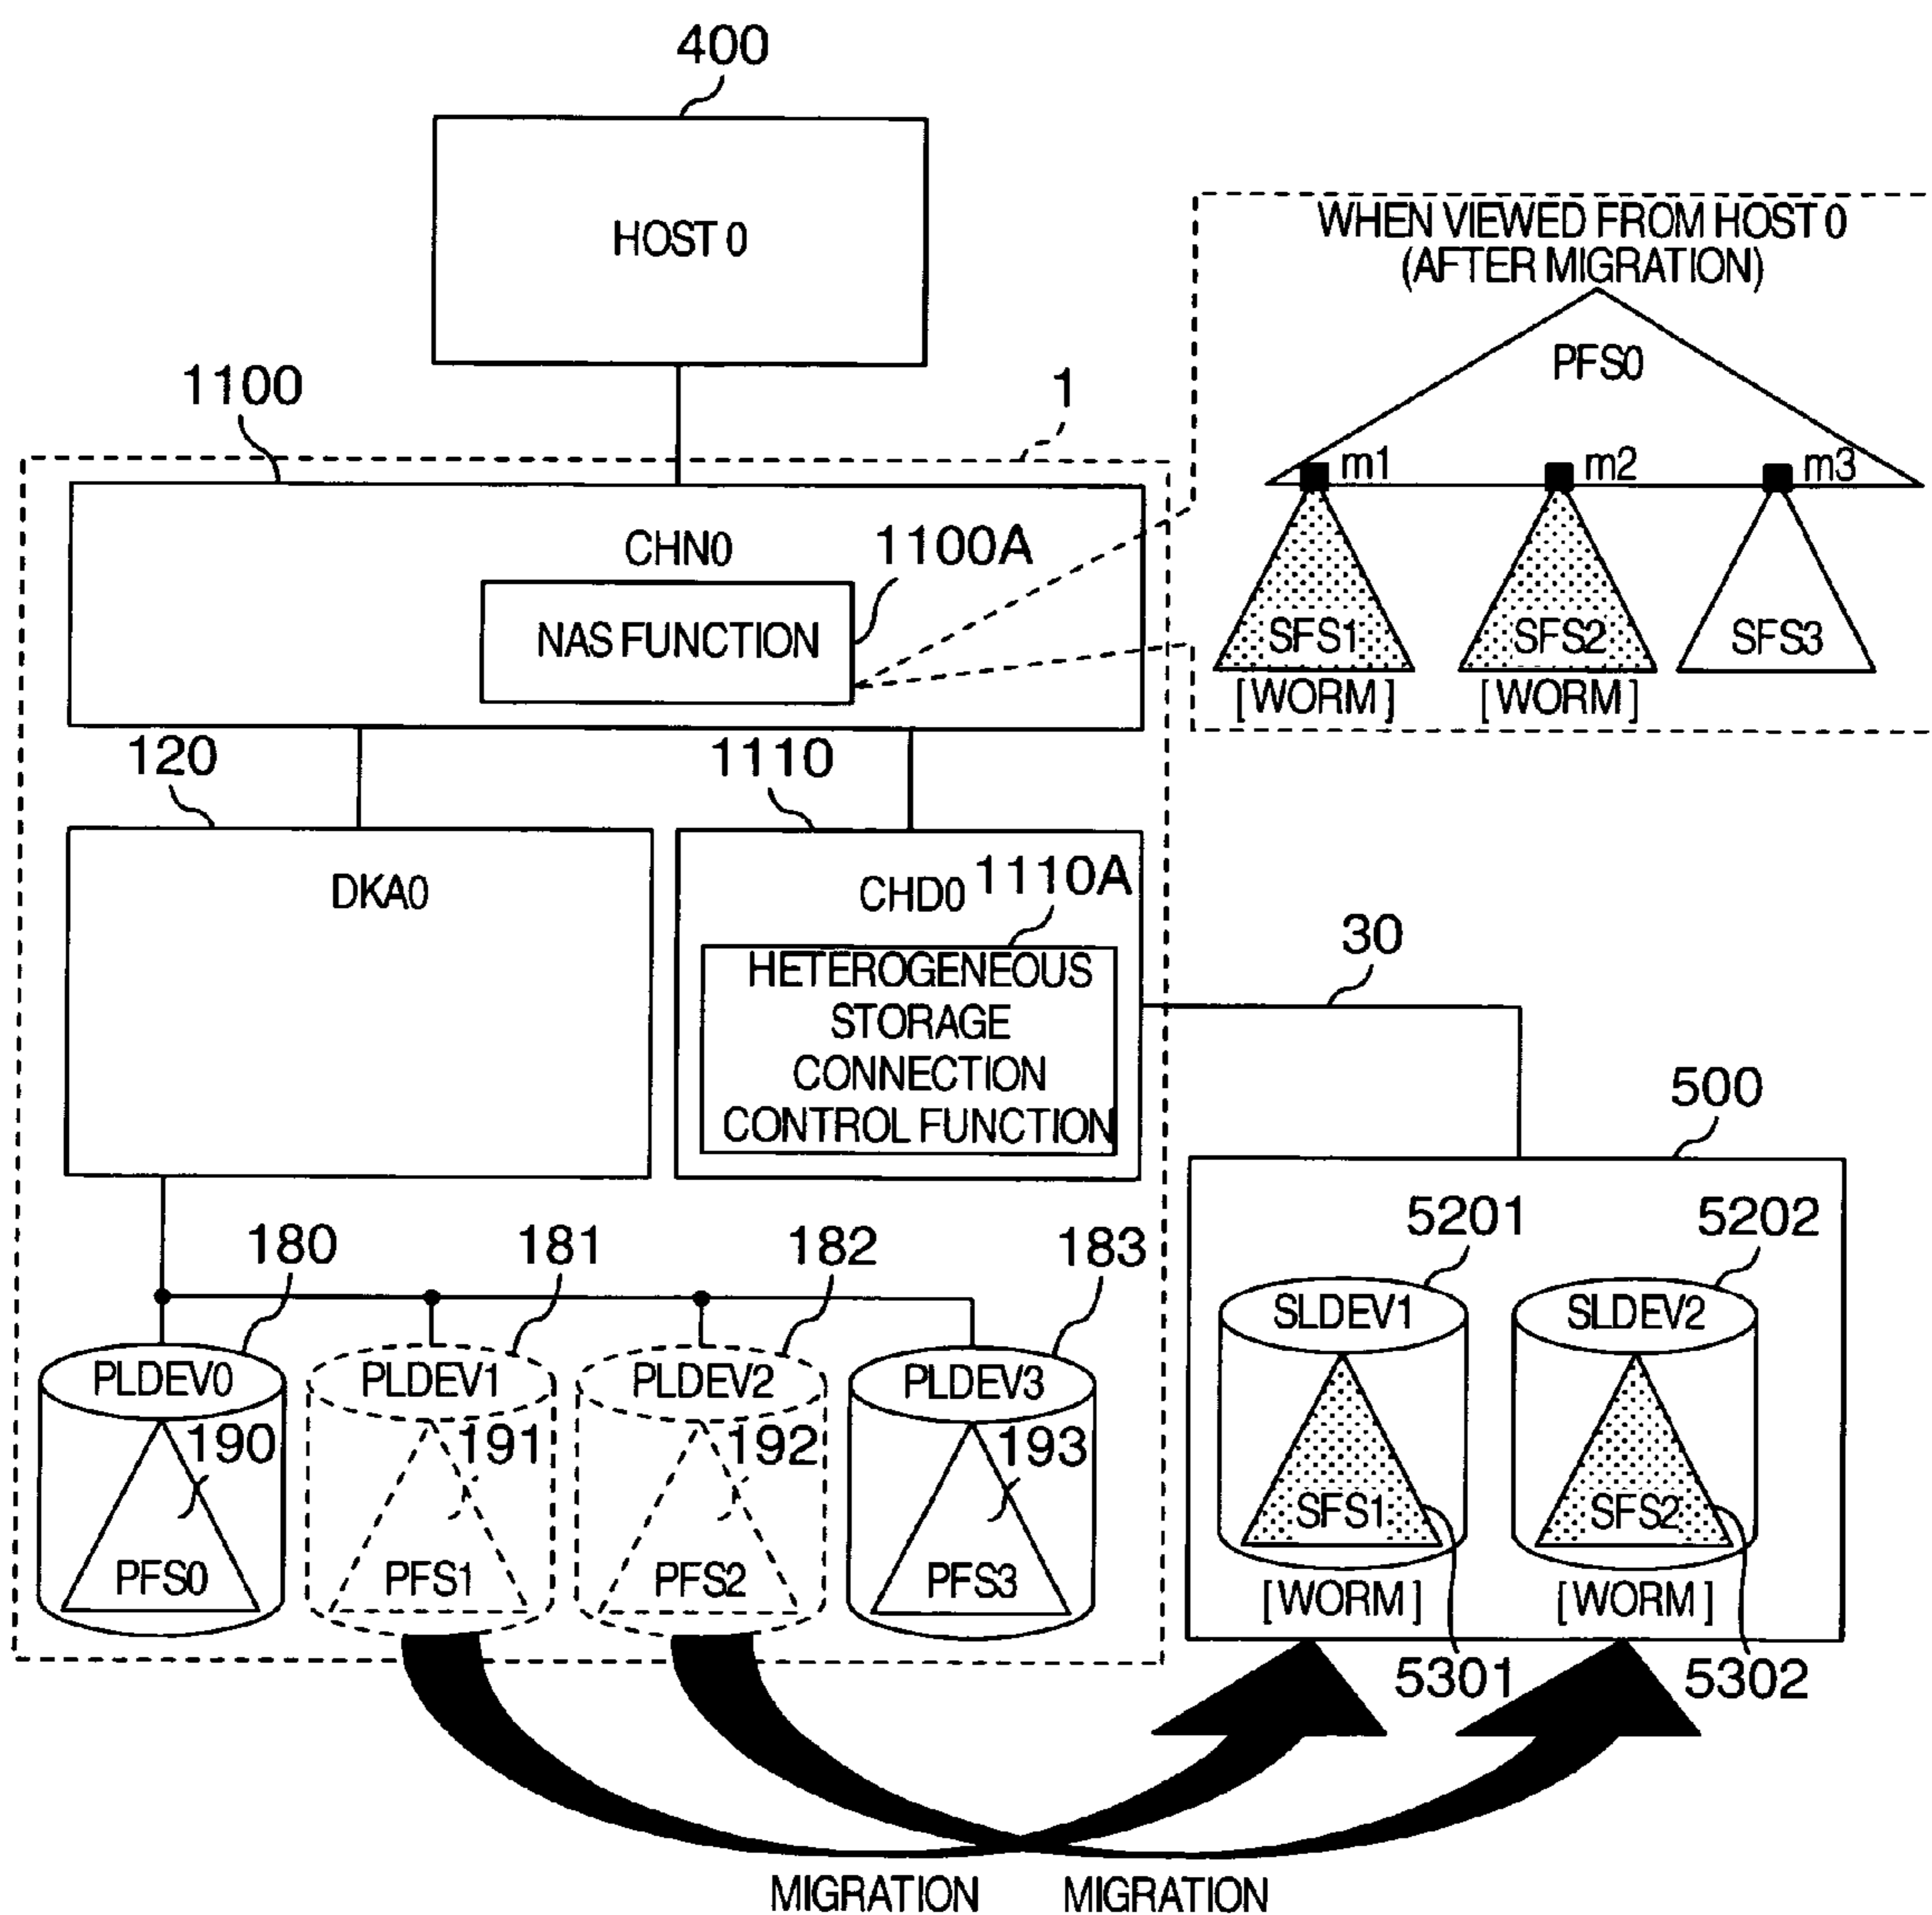 400
HOST 0
WHEN VIEWED FROM HOST 0
(AFTER MIGRATION)
PFS0
m1
m2
m3
SFS1
SFS2
SFS3
[WORM]
[WORM]
1100
1
CHN0
1100A
NAS FUNCTION
120
1110
DKA0
CHD0
1110A
HETEROGENEOUS
STORAGE
CONNECTION
CONTROL FUNCTION
30
500
180
181
182
183
5201
5202
PLDEV0
PLDEV1
PLDEV2
PLDEV3
SLDEV1
SLDEV2
190
191
192
193
PFS0
PFS1
PFS2
PFS3
SFS1
SFS2
[WORM]
[WORM]
5301
5302
MIGRATION
MIGRATION